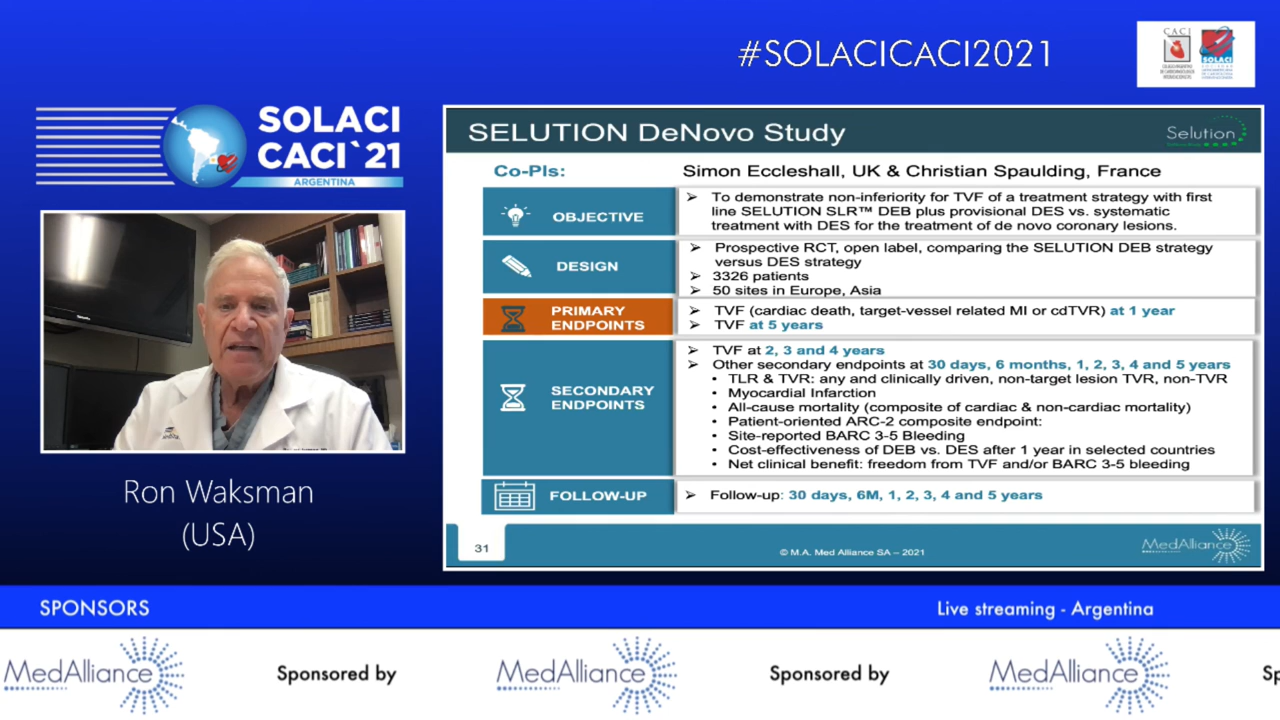 #SOLACICACI2021
CACI
SOLACI
SOLACI
CACI`21
ARGENTINA
Ron Waksman
(USA)
SELUTION DeNovo Study
Selution
Co-PIs: Simon Eccleshall, UK & Christian Spaulding, France
OBJECTIVE
➢ To demonstrate non-inferiority for TVF of a treatment strategy with first
line SELUTION SLR™ DEB plus provisional DES vs. systematic
treatment with DES for the treatment of de novo coronary lesions.
DESIGN
➢ Prospective RCT, open label, comparing the SELUTION DEB strategy
versus DES strategy
➢ 3326 patients
➢ 50 sites in Europe, Asia
PRIMARY
ENDPOINTS
➢ TVF (cardiac death, target-vessel related MI or cdTVR) at 1 year
➢ TVF at 5 years
SECONDARY
ENDPOINTS
➢ TVF at 2, 3 and 4 years
➢ Other secondary endpoints at 30 days, 6 months, 1, 2, 3, 4 and 5 years
• TLR & TVR: any and clinically driven, non-target lesion TVR, non-TVR
• Myocardial Infarction
• All-cause mortality (composite of cardiac & non-cardiac mortality)
• Patient-oriented ARC-2 composite endpoint:
• Site-reported BARC 3-5 Bleeding
• Cost-effectiveness of DEB vs. DES after 1 year in selected countries
• Net clinical benefit: freedom from TVF and/or BARC 3-5 bleeding
FOLLOW-UP
➢ Follow-up: 30 days, 6M, 1, 2, 3, 4 and 5 years
31
© M.A. Med Alliance SA – 2021
MedAlliance
SPONSORS
Live streaming - Argentina
MedAlliance
Sponsored by
MedAlliance
Sponsored by
MedAlliance
Sp